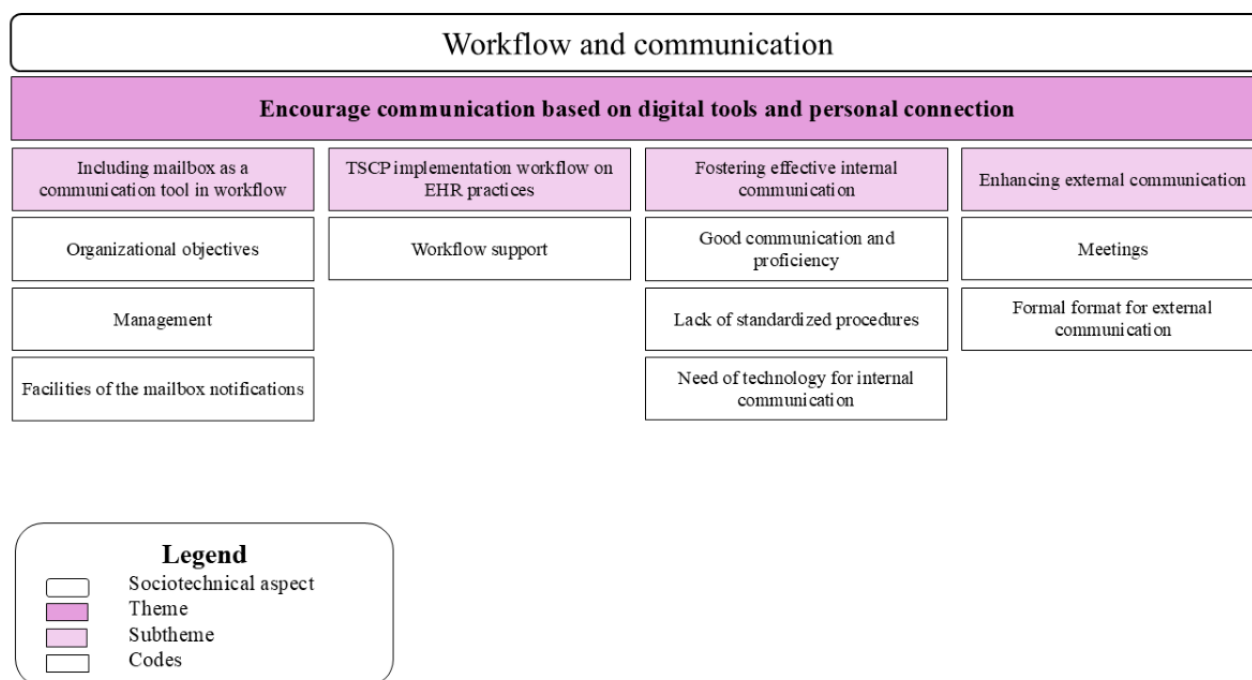 Workflow and communication
Encourage communication based on digital tools and personal connection
Including mailbox as a
communication tool in workflow
TSCP implementation workflow on
EHR practices
Fostering effective internal
communication
Enhancing external communication
Organizational objectives
Workflow support
Good communication and
proficiency
Meetings
Management
Lack of standardized procedures
Formal format for external
communication
Facilities of the mailbox notifications
Need of technology for internal
communication
Legend
Sociotechnical aspect
Theme
Subtheme
Codes